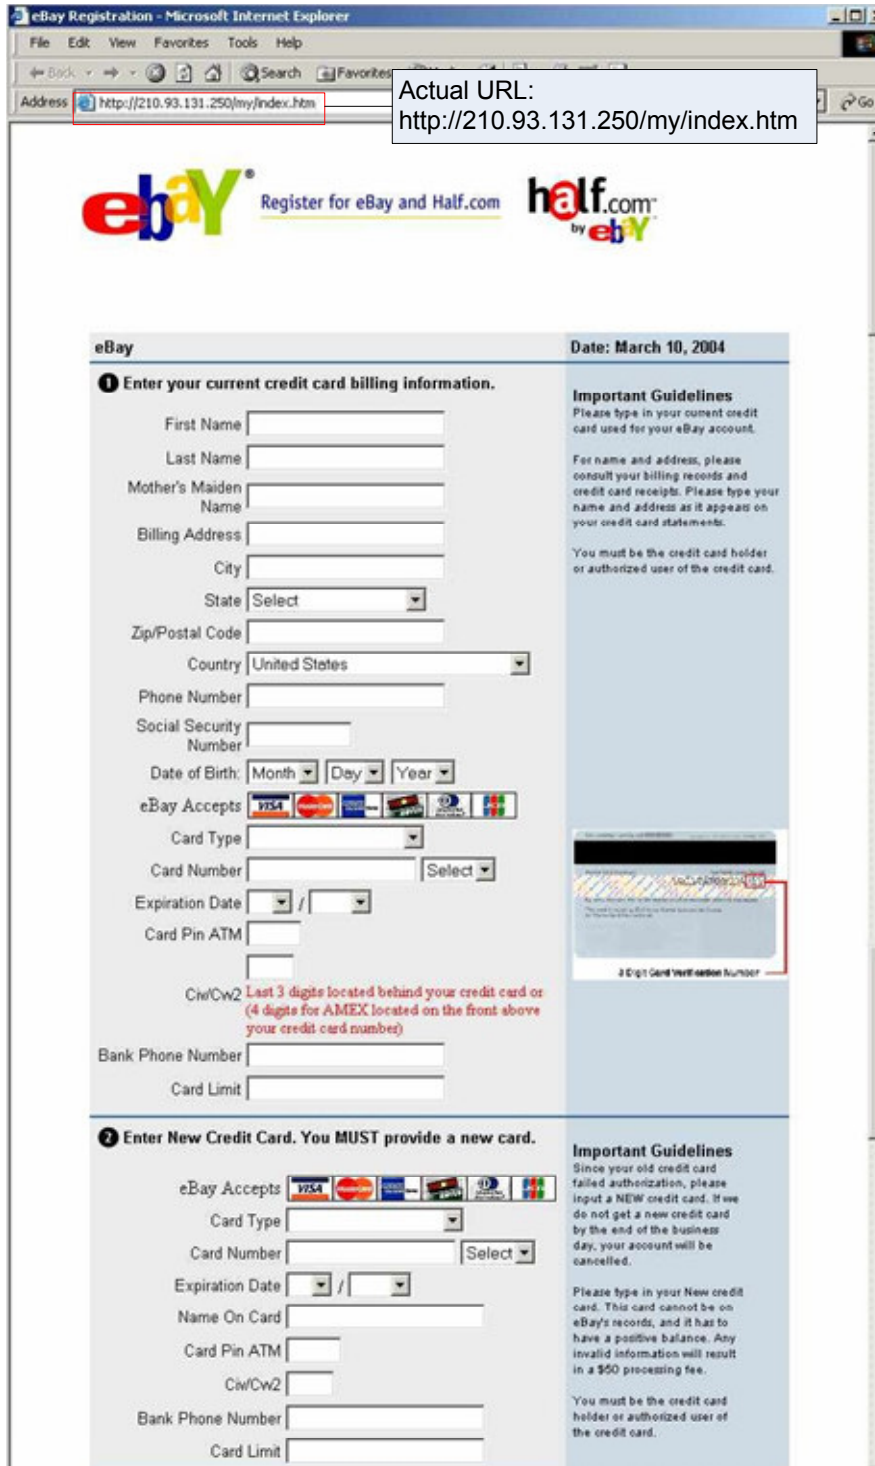 eBay Registration - Microsoft Internet Explorer
File Edit View Favorites Tools Help
Back Search Favorites
Address http://210.93.131.250/my/index.htm Go
Actual URL:
http://210.93.131.250/my/index.htm
ebaY® Register for eBay and Half.com half.com™
by ebY
eBay Date: March 10, 2004
1 Enter your current credit card billing information.
First Name
Last Name
Mother's Maiden
Name
Billing Address
City
State Select
Zip/Postal Code
Country United States
Phone Number
Social Security
Number
Date of Birth: Month Day Year
eBay Accepts VISA MasterCard
Card Type
Card Number Select
Expiration Date /
Card Pin ATM
Civ/Cw2 Last 3 digits located behind your credit card or
(4 digits for AMEX located on the front above
your credit card number)
Bank Phone Number
Card Limit
Important Guidelines
Please type in your current credit
card used for your eBay account.
For name and address, please
consult your billing records and
credit card receipts. Please type your
name and address as it appears on
your credit card statements.
You must be the credit card holder
or authorized user of the credit card.
3 Digit Card Verification Number
2 Enter New Credit Card. You MUST provide a new card.
eBay Accepts VISA
Card Type
Card Number Select
Expiration Date /
Name On Card
Card Pin ATM
Civ/Cw2
Bank Phone Number
Card Limit
Important Guidelines
Since your old credit card
failed authorization, please
input a NEW credit card. If we
do not get a new credit card
by the end of the business
day, your account will be
cancelled.
Please type in your New credit
card. This card cannot be on
eBay's records, and it has to
have a positive balance. Any
invalid information will result
in a $50 processing fee.
You must be the credit card
holder or authorized user of
the credit card.